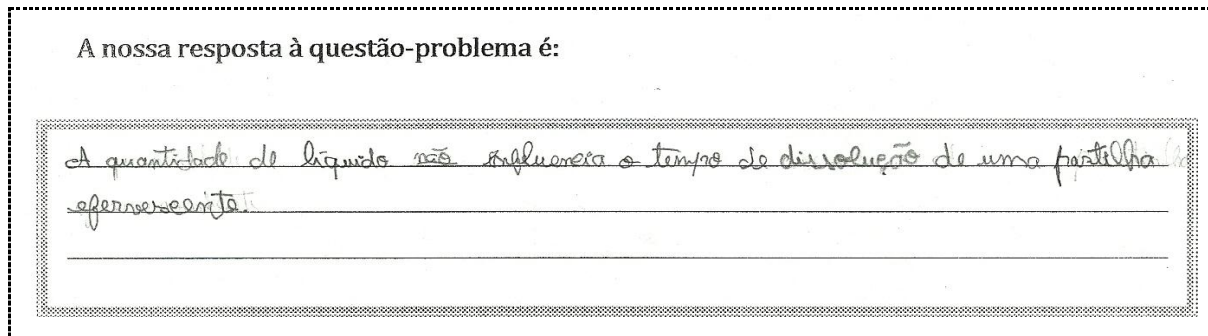 A nossa resposta à questão-problema é:
A quantidade de líquido não influencia o tempo de dissolução de uma pastilha
efervescente.